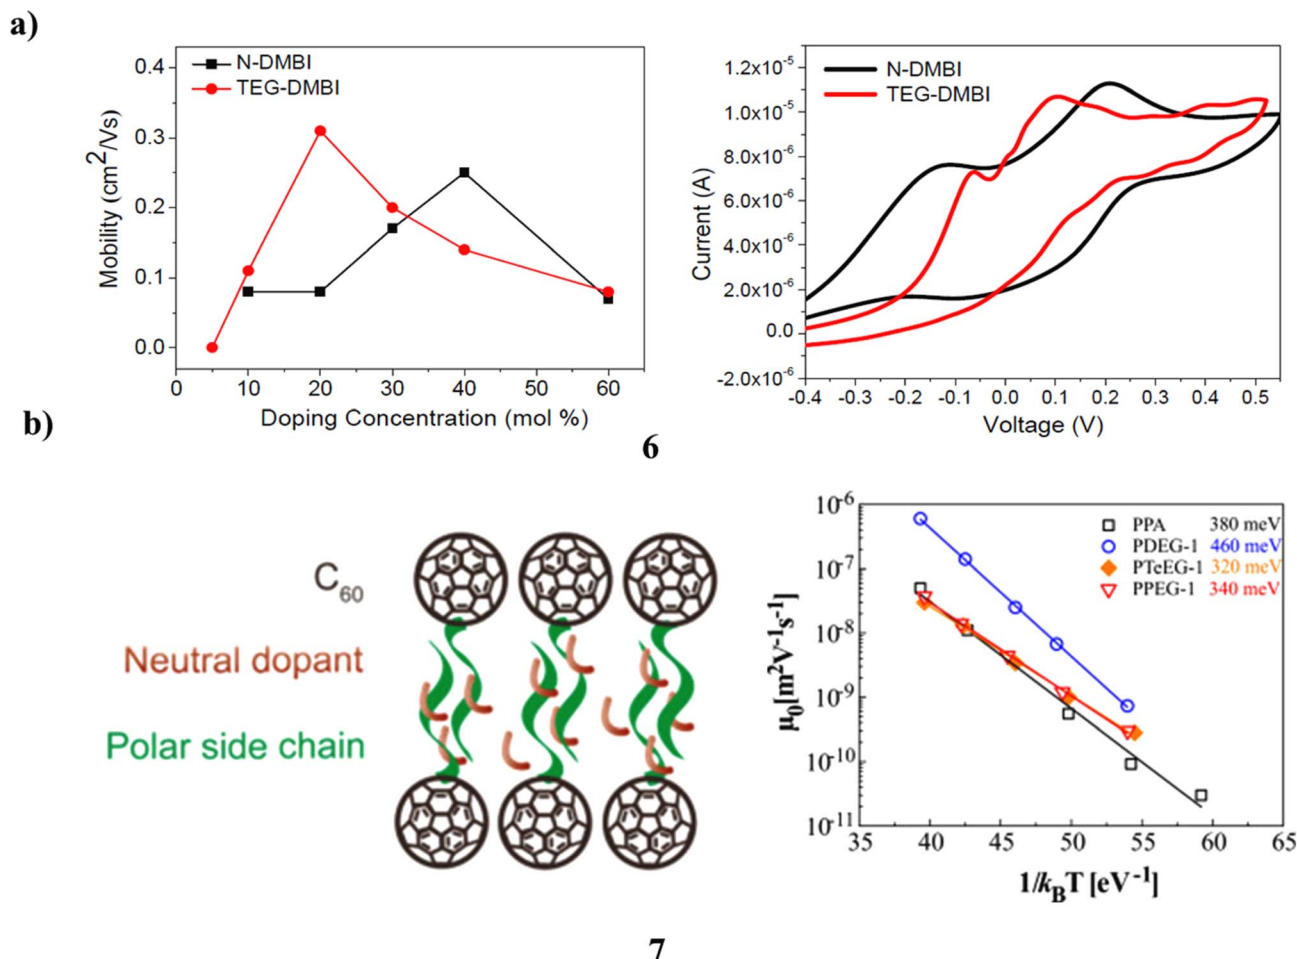 a)
N-DMBI
TEG-DMBI
0.4
0.3
0.2
0.1
0.0
Mobility (cm²/Vs)
0 10 20 30 40 50 60
Doping Concentration (mol %)
N-DMBI
TEG-DMBI
1.2x10⁻⁵
1.0x10⁻⁵
8.0x10⁻⁶
6.0x10⁻⁶
4.0x10⁻⁶
2.0x10⁻⁶
0.0
-2.0x10⁻⁶
Current (A)
-0.4 -0.3 -0.2 -0.1 0.0 0.1 0.2 0.3 0.4 0.5
Voltage (V)
6
b)
C₆₀
Neutral dopant
Polar side chain
10⁻⁶
10⁻⁷
10⁻⁸
10⁻⁹
10⁻¹⁰
10⁻¹¹
μ₀[m²V⁻¹s⁻¹]
PPA 380 meV
PDEG-1 460 meV
PTeEG-1 320 meV
PPEG-1 340 meV
35 40 45 50 55 60 65
1/k_BT [eV⁻¹]
7